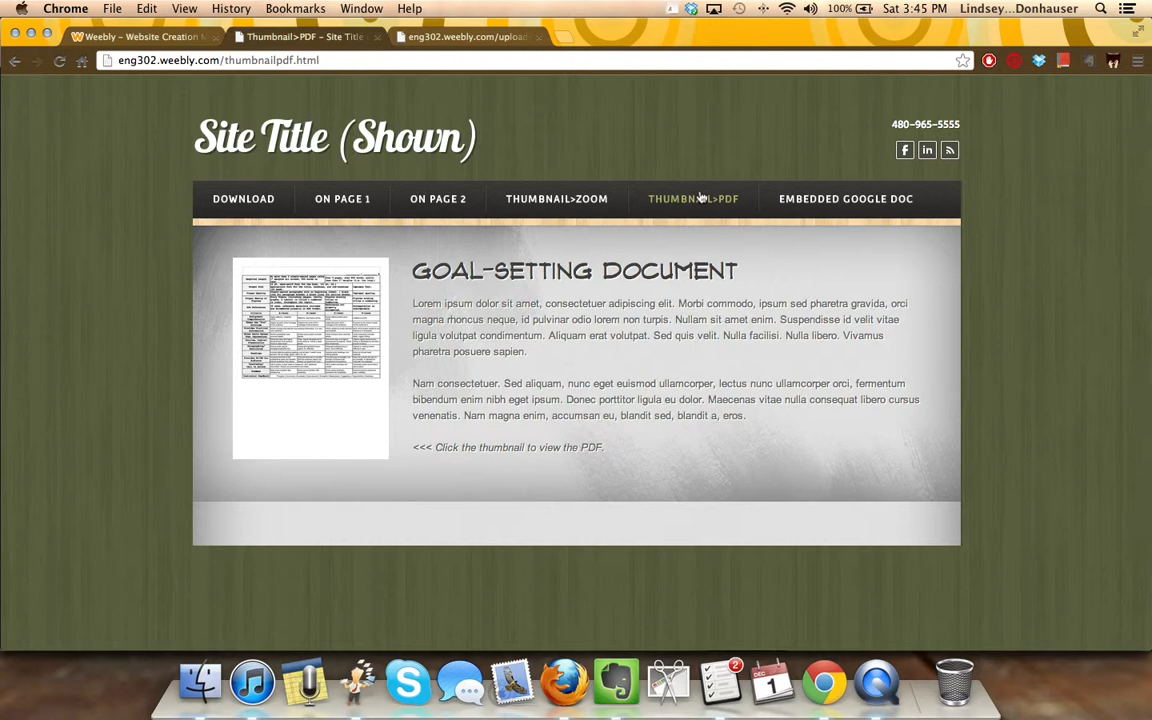 Chrome File Edit View History Bookmarks Window Help 100% Sat 3:45 PM Lindsey...Donhauser
Weebly - Website Creation Thumbnail>PDF - Site Title eng302.weebly.com/upload
eng302.weebly.com/thumbnailpdf.html
Site Title (Shown)
480-965-5555
DOWNLOAD ON PAGE 1 ON PAGE 2 THUMBNAIL>ZOOM THUMBNAIL>PDF EMBEDDED GOOGLE DOC
GOAL-SETTING DOCUMENT
Lorem ipsum dolor sit amet, consectetuer adipiscing elit. Morbi commodo, ipsum sed pharetra gravida, orci
magna rhoncus neque, id pulvinar odio lorem non turpis. Nullam sit amet enim. Suspendisse id velit vitae
ligula volutpat condimentum. Aliquam erat volutpat. Sed quis velit. Nulla facilisi. Nulla libero. Vivamus
pharetra posuere sapien.
Nam consectetuer. Sed aliquam, nunc eget euismod ullamcorper, lectus nunc ullamcorper orci, fermentum
bibendum enim nibh eget ipsum. Donec porttitor ligula eu dolor. Maecenas vitae nulla consequat libero cursus
venenatis. Nam magna enim, accumsan eu, blandit sed, blandit a, eros.
<<< Click the thumbnail to view the PDF.
2
DEC
1